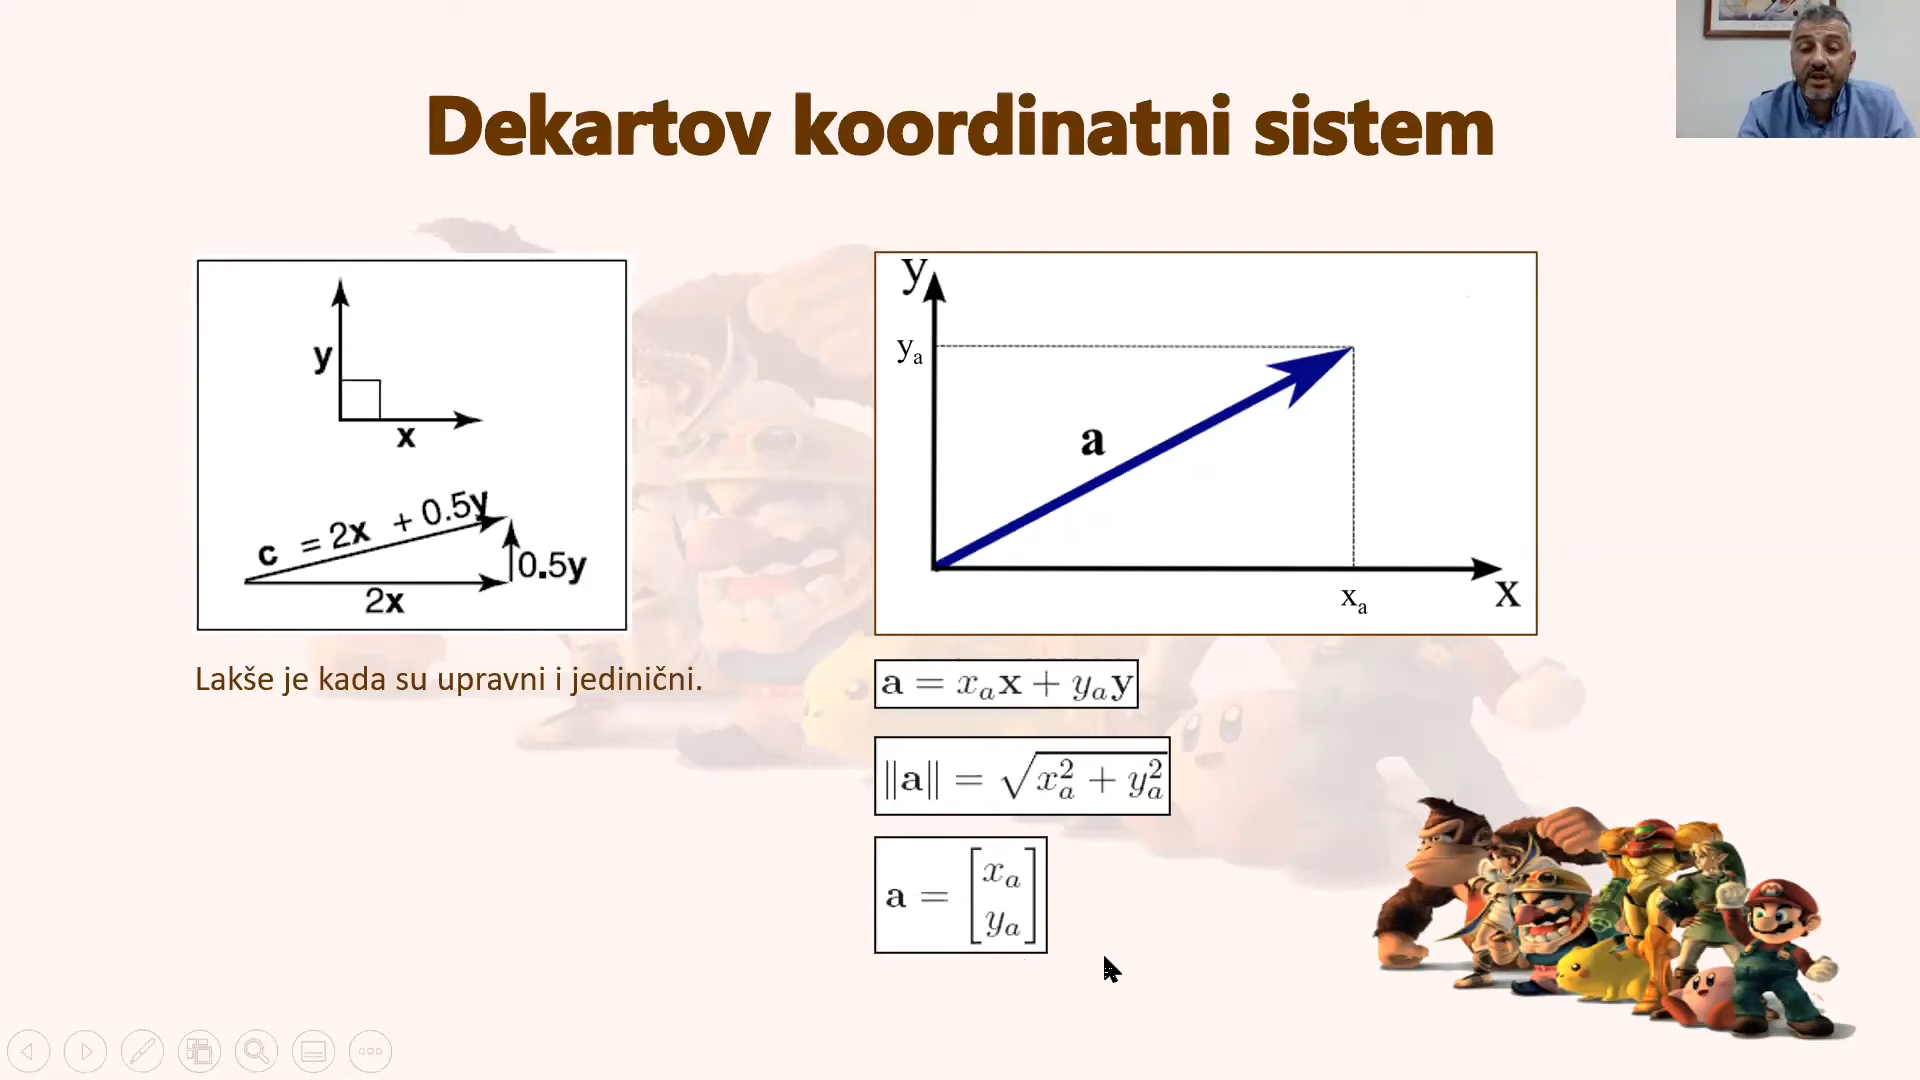 Dekartov koordinatni sistem
y
x
c = 2x + 0.5y
0.5y
2x
Lakše je kada su upravni i jedinični.
y
yₐ
a
xₐ
x
a = xₐx + yₐy
‖a‖ = √(xₐ² + yₐ²)
a = [xₐ
yₐ]